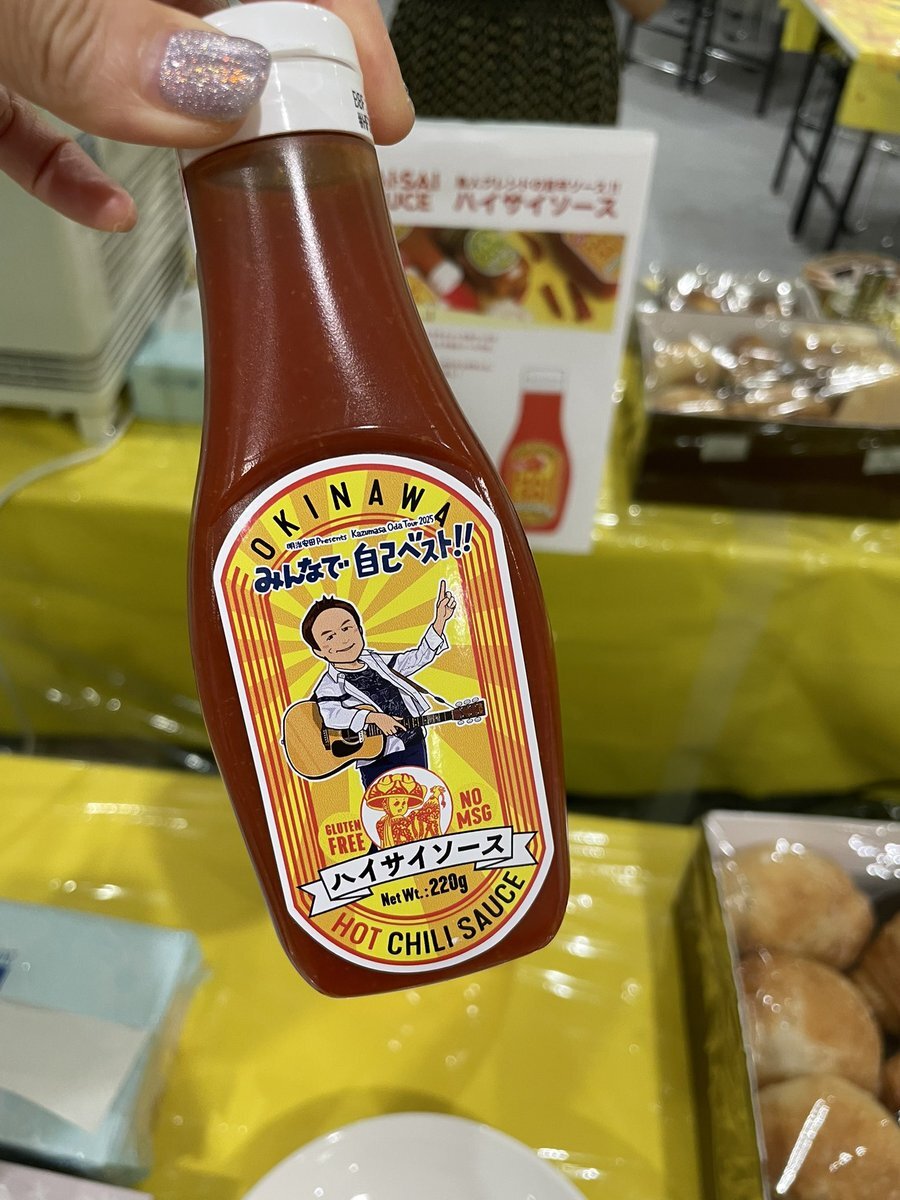 ハイサイソース
OKINAWA
明治安田 Presents Kazumasa Oda Tour 2025
みんなで 自己ベスト!!
GLUTEN
FREE
NO
MSG
ハイサイソース
Net Wt.:220g
HOT CHILI SAUCE